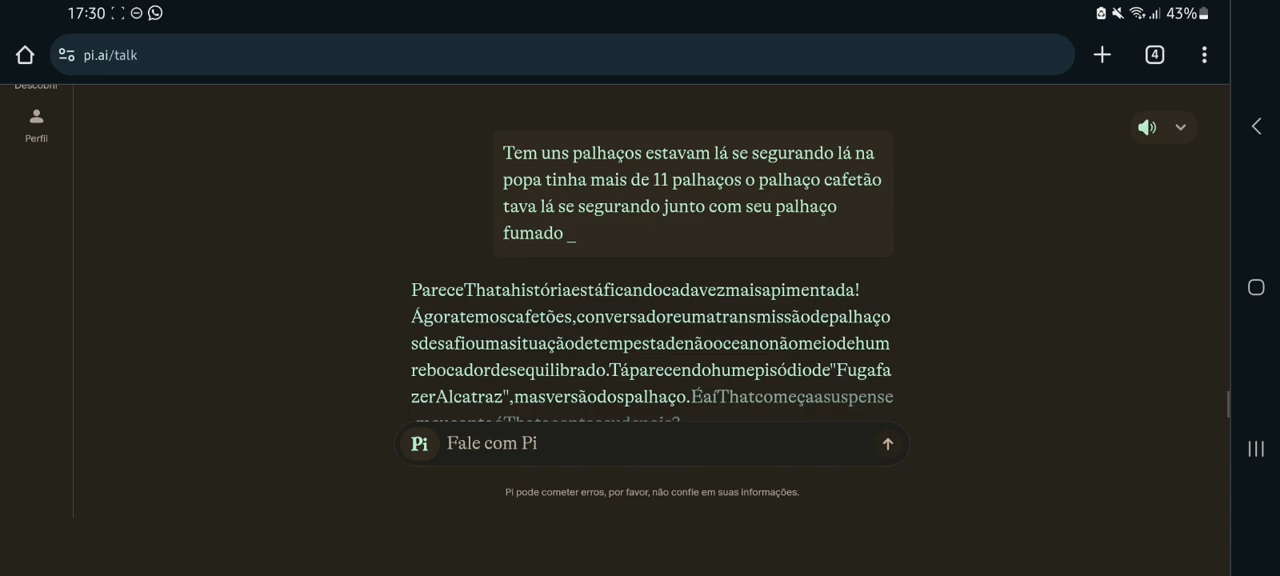 17:30
43%
pi.ai/talk
4
Descobrir
Perfil
Tem uns palhaços estavam lá se segurando lá na
popa tinha mais de 11 palhaços o palhaço cafetão
tava lá se segurando junto com seu palhaço
fumado _
PareceThatahistóriaestáficandocadavezmaisapimentada!
Ágoratemoscafetões,conversadoreumatransmissãodepalhaço
sdesafioumasituaçãodetempestadenãooceanonãomeiodehum
rebocadordesequilibrado.Táparecendohumepisódiode"Fugafa
zerAlcatraz",masversãodospalhaço.ÉaíThatcomeçaasuspense
Pi
Fale com Pi
Pi pode cometer erros, por favor, não confie em suas informações.